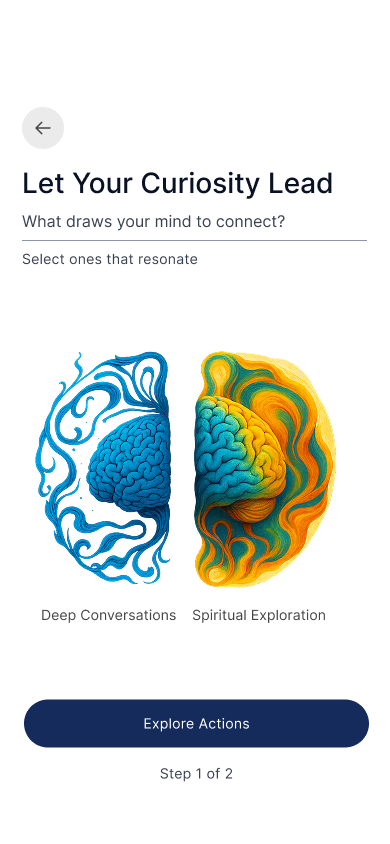 Let Your Curiosity Lead
What draws your mind to connect?
Select ones that resonate
Deep Conversations
Spiritual Exploration
Explore Actions
Step 1 of 2